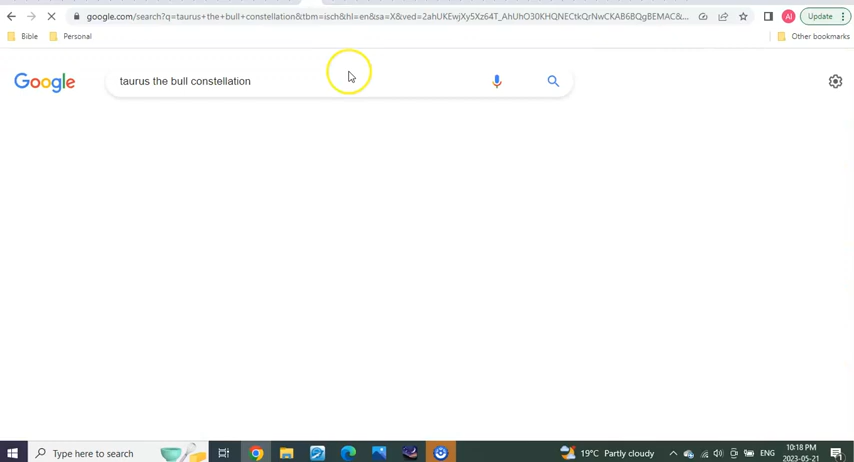 google.com/search?q=taurus+the+bull+constellation&tbm=isch&hl=en&sa=X&ved=2ahUKEwjXy5Xz64T_AhUhO30KHQNECtkQrNwCKAB6BQgBEMAC&...
AI
Update
Bible
Personal
Other bookmarks
Google
taurus the bull constellation
Type here to search
19°C Partly cloudy
ENG
10:18 PM
2023-05-21
1